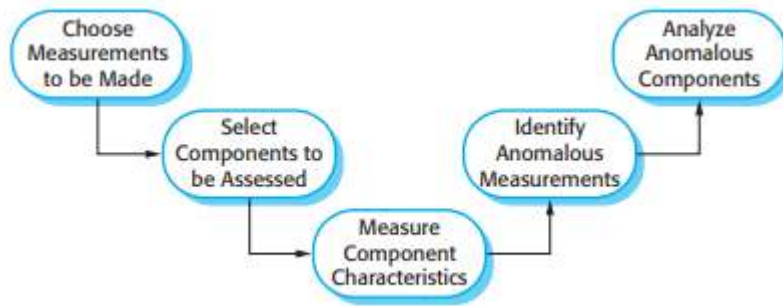 Choose
Measurements
to be Made
Select
Components to
be Assessed
Measure
Component
Characteristics
Identify
Anomalous
Measurements
Analyze
Anomalous
Components